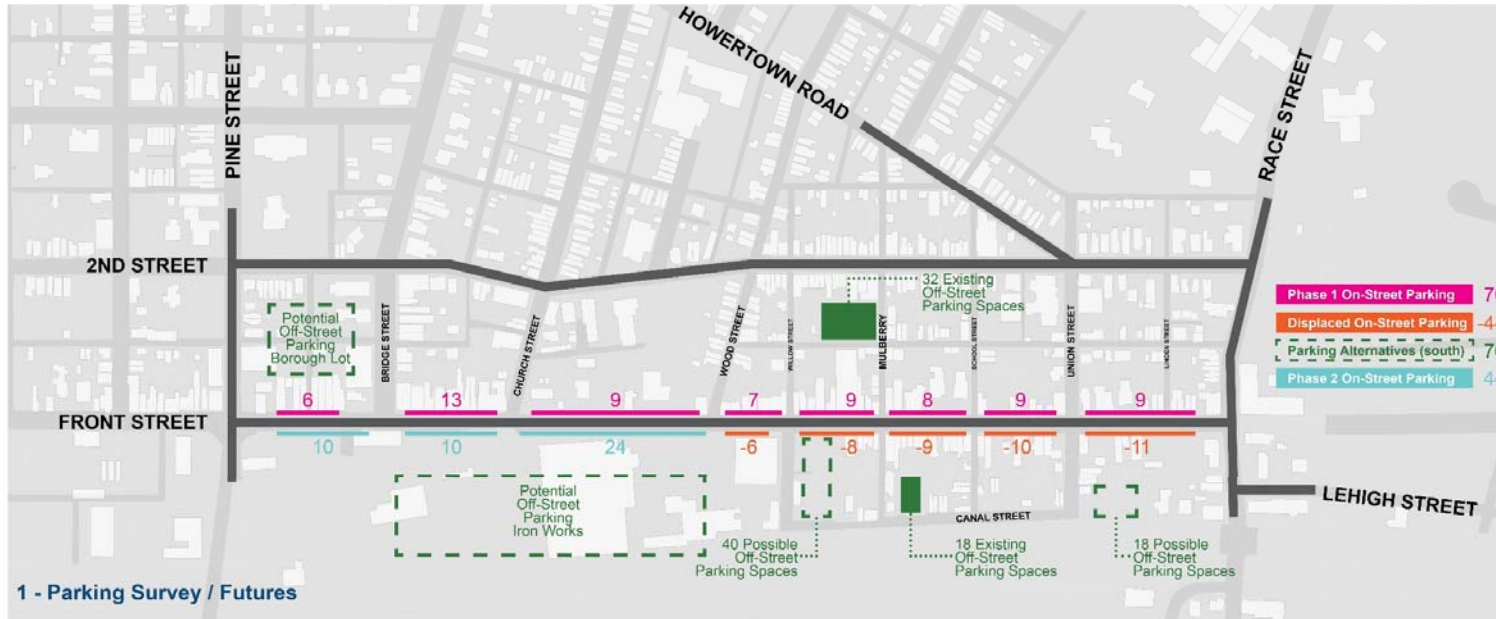 HOWERTOWN ROAD
PINE STREET
RACE STREET
2ND STREET
32 Existing
Off-Street
Parking Spaces
Potential
Off-Street
Parking
Borough Lot
BRIDGE STREET
CHURCH STREET
WOOD STREET
WILLOW STREET
MULBERRY
SCHOOL STREET
UNION STREET
LINDEN STREET
Phase 1 On-Street Parking
Displaced On-Street Parking
Parking Alternatives (south)
Phase 2 On-Street Parking
6 13 9 7 9 8 9 9
FRONT STREET
10 10 24 -6 -8 -9 -10 -11
Potential
Off-Street
Parking
Iron Works
CANAL STREET
LEHIGH STREET
40 Possible
Off-Street
Parking Spaces
18 Existing
Off-Street
Parking Spaces
18 Possible
Off-Street
Parking Spaces
1 - Parking Survey / Futures